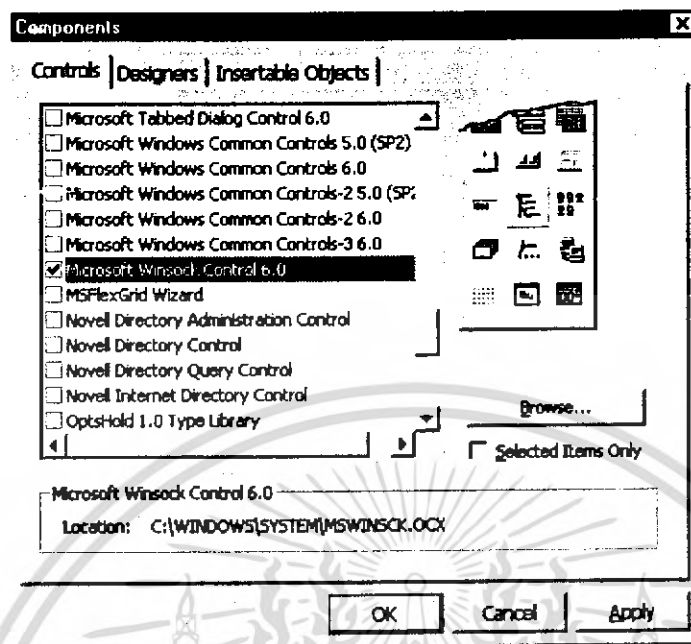 Components
Controls Designers Insertable Objects
Microsoft Tabbed Dialog Control 6.0
Microsoft Windows Common Controls 5.0 (SP2)
Microsoft Windows Common Controls 6.0
Microsoft Windows Common Controls-2 5.0 (SP2
Microsoft Windows Common Controls-2 6.0
Microsoft Windows Common Controls-3 6.0
Microsoft Winsock Control 6.0
MSFlexGrid Wizard
Novell Directory Administration Control
Novell Directory Control
Novell Directory Query Control
Novell Internet Directory Control
OptsHold 1.0 Type Library
Browse...
Selected Items Only
Microsoft Winsock Control 6.0
Location: C:\WINDOWS\SYSTEM\MSWINSCK.OCX
OK Cancel Apply